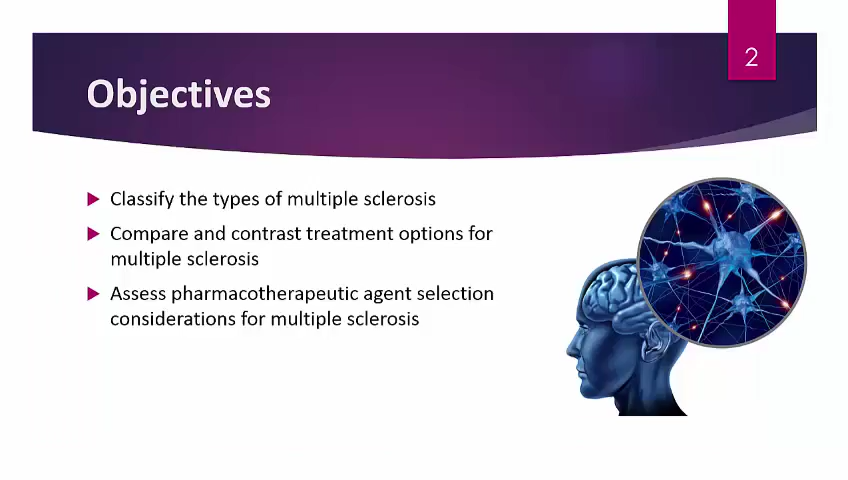 2
Objectives
Classify the types of multiple sclerosis
Compare and contrast treatment options for
multiple sclerosis
Assess pharmacotherapeutic agent selection
considerations for multiple sclerosis